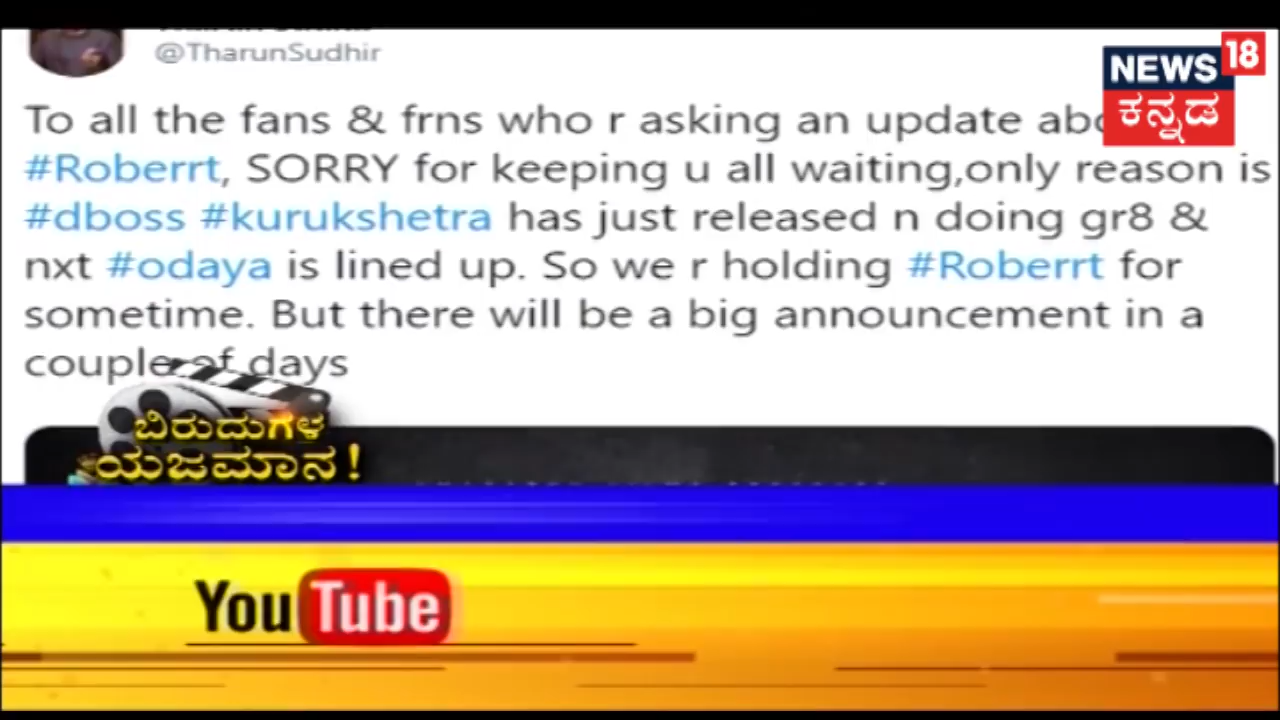 @TharunSudhir
NEWS 18
ಕನ್ನಡ
To all the fans & frns who r asking an update
#Roberrt, SORRY for keeping u all waiting,only reason is
#dboss #kurukshetra has just released n doing gr8 &
nxt #odaya is lined up. So we r holding #Roberrt for
sometime. But there will be a big announcement in a
couple of days
ಬಿರುದುಗಳ
ಯಜಮಾನ!
YouTube